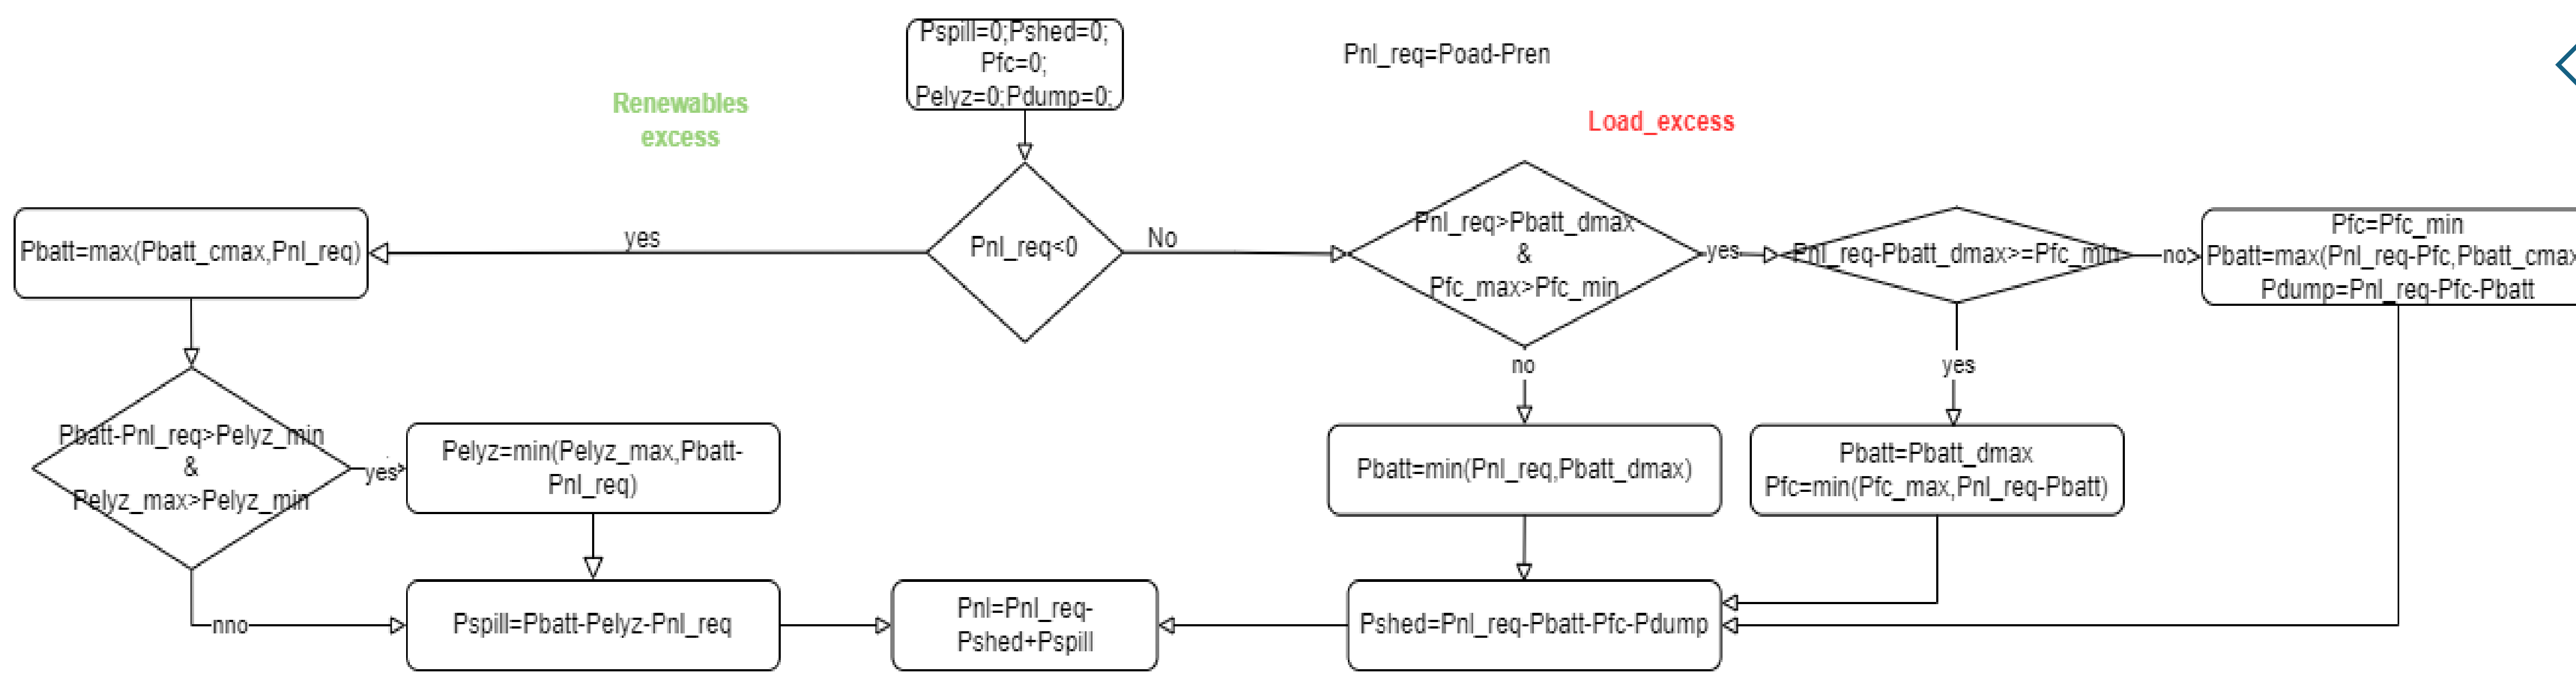 Pspill=0;Pshed=0;
Pfc=0;
Pelyz=0;Pdump=0;
Pnl_req=Poad-Pren
Renewables
excess
Load_excess
Pbatt=max(Pbatt_cmax,Pnl_req)
yes
Pnl_req<0
No
Pnl_req>Pbatt_dmax
&
Pfc_max>Pfc_min
yes
Pnl_req-Pbatt_dmax>=Pfc_min
no
Pfc=Pfc_min
Pbatt=max(Pnl_req-Pfc,Pbatt_cmax
Pdump=Pnl_req-Pfc-Pbatt
no
yes
Pbatt-Pnl_req>Pelyz_min
&
Pelyz_max>Pelyz_min
yes
Pelyz=min(Pelyz_max,Pbatt-
Pnl_req)
Pbatt=min(Pnl_req,Pbatt_dmax)
Pbatt=Pbatt_dmax
Pfc=min(Pfc_max,Pnl_req-Pbatt)
nno
Pspill=Pbatt-Pelyz-Pnl_req
Pnl=Pnl_req-
Pshed+Pspill
Pshed=Pnl_req-Pbatt-Pfc-Pdump